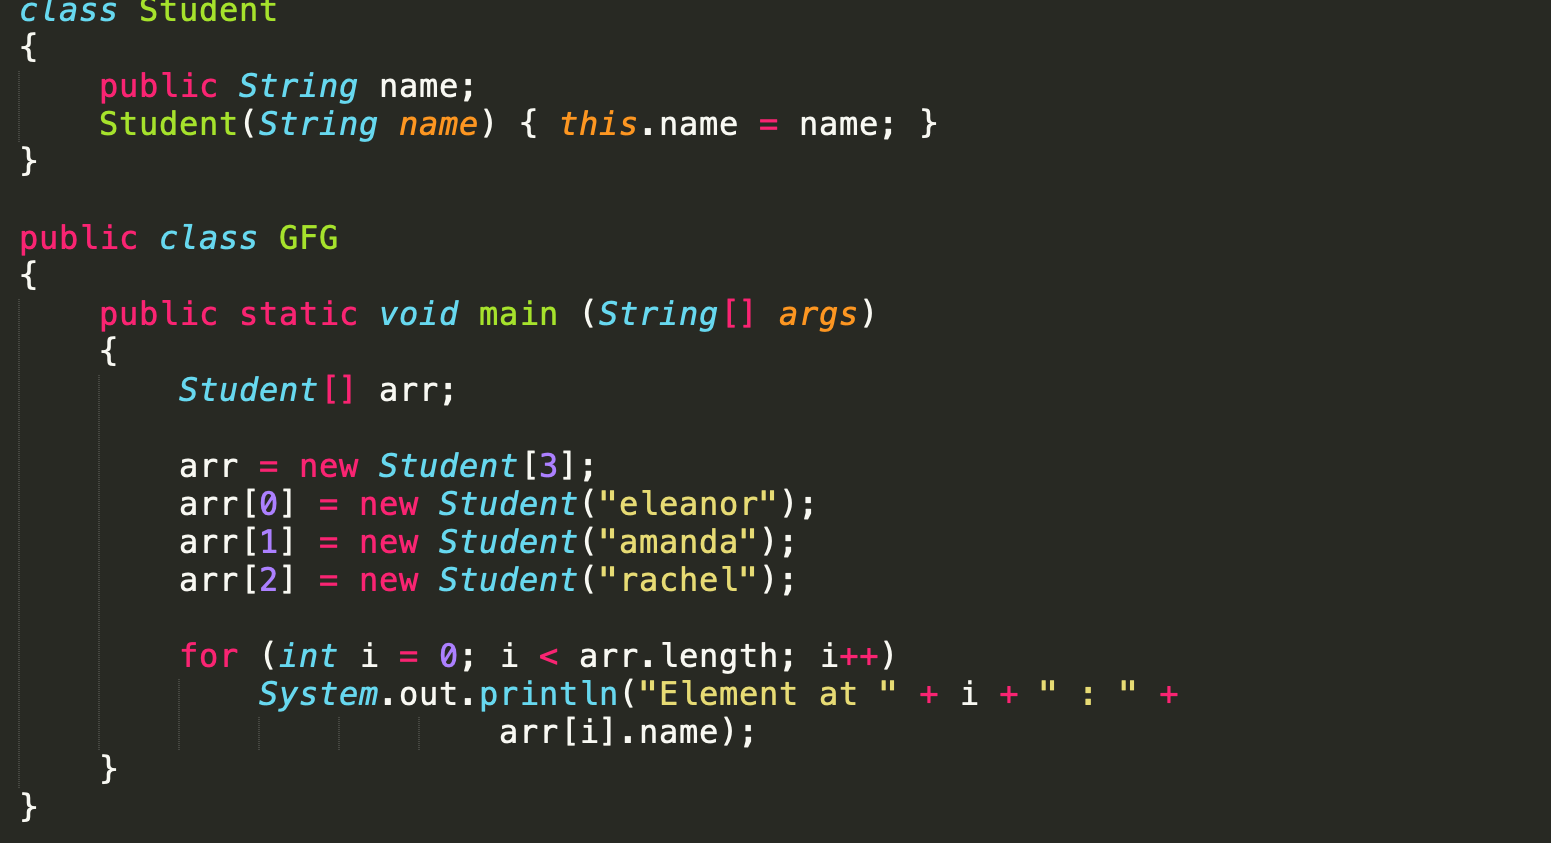 class Student
{
    public String name;
    Student(String name) { this.name = name; }
}

public class GFG
{
    public static void main (String[] args)
    {
        Student[] arr;

        arr = new Student[3];
        arr[0] = new Student("eleanor");
        arr[1] = new Student("amanda");
        arr[2] = new Student("rachel");

        for (int i = 0; i < arr.length; i++)
            System.out.println("Element at " + i + " : " +
                        arr[i].name);
    }
}